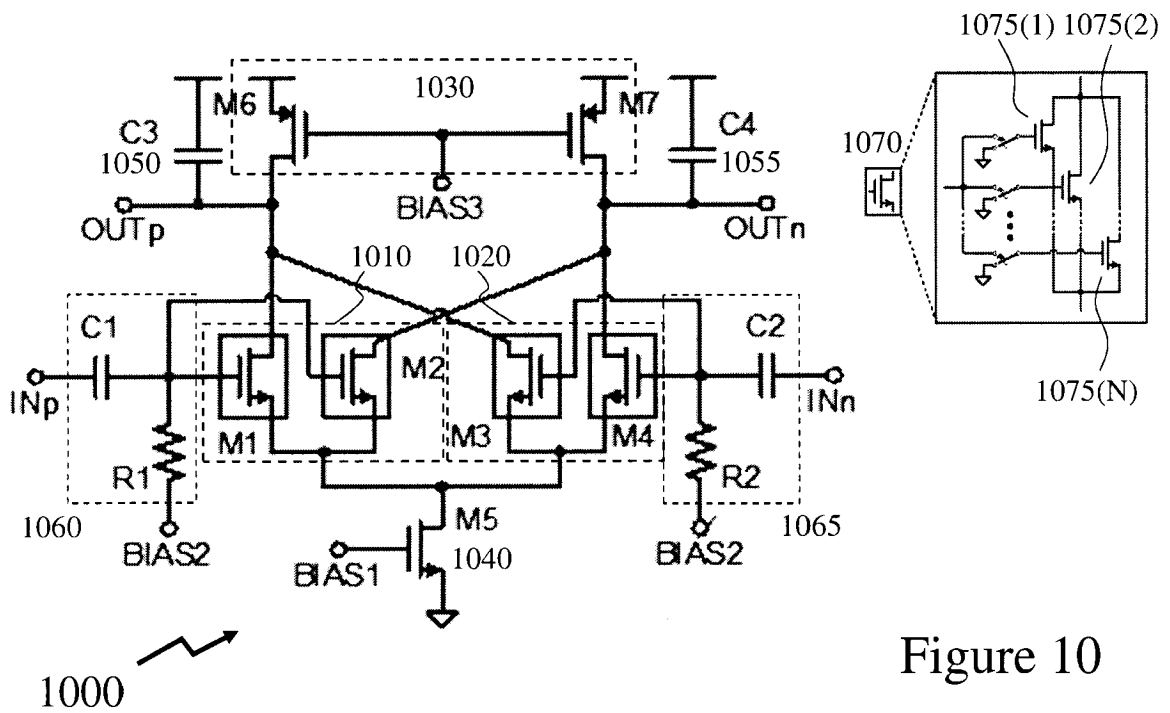 1075(1) 1075(2)
1030
M6
M7
C3
1050
C4
1055
1070
BIAS3
OUTp
OUTn
1010
1020
C1
C2
INp
INn
M2
1075(N)
M1
M3
M4
R1
R2
1060
BIAS2
M5
BIAS1
1040
BIAS2
1065
1000
Figure 10